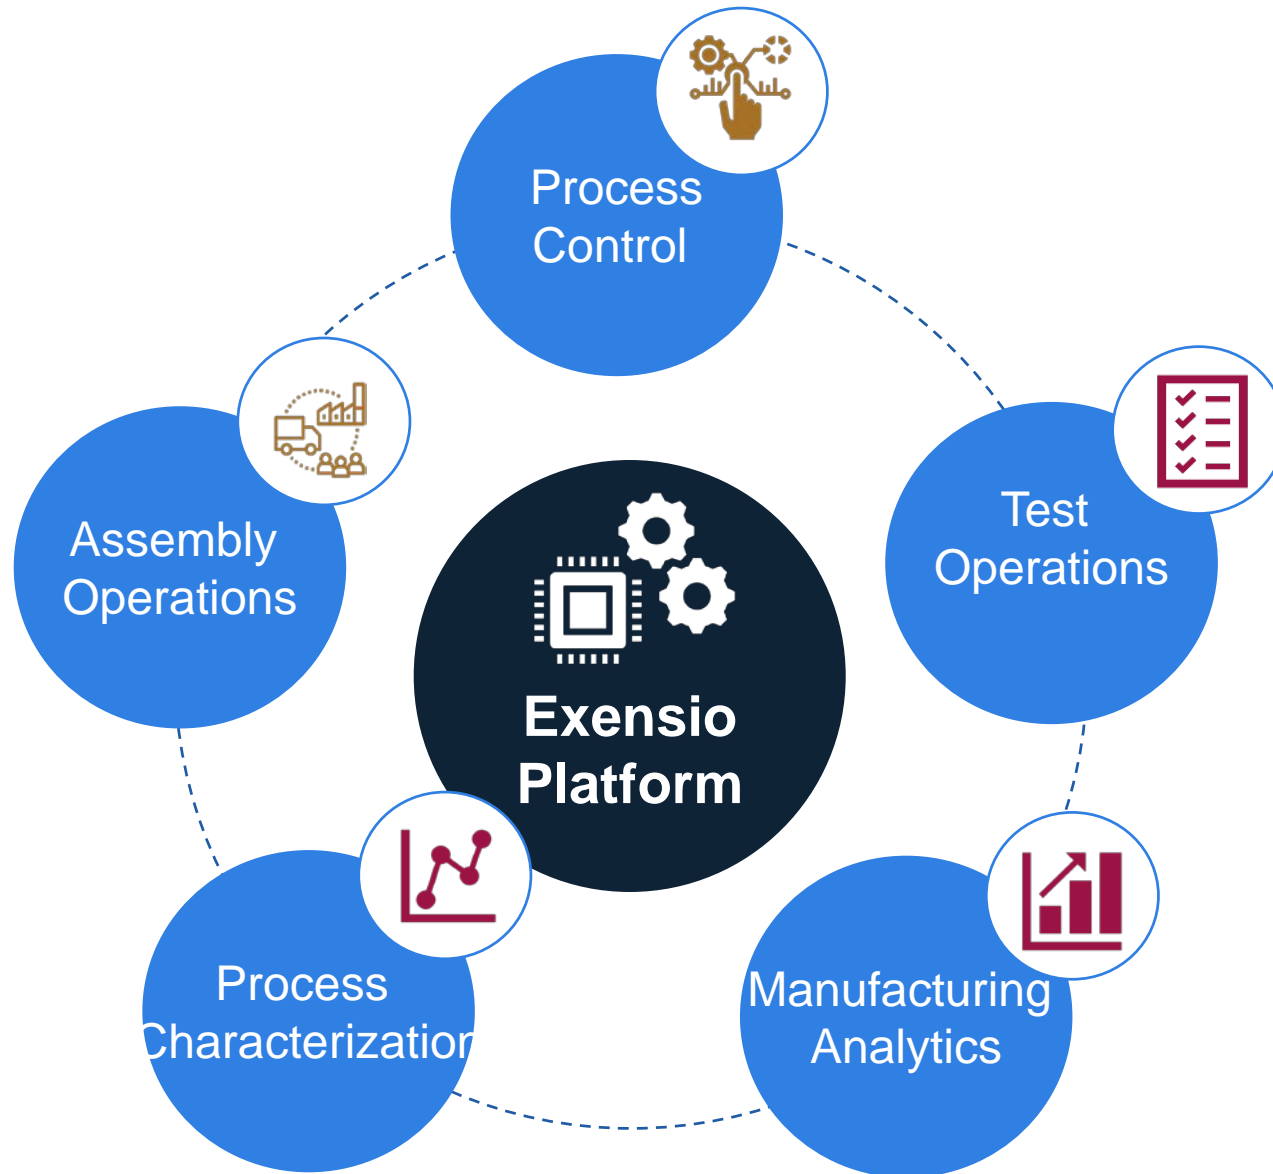 Process
Control
Test
Operations
Assembly
Operations
Exensio
Platform
Process
Characterization
Manufacturing
Analytics